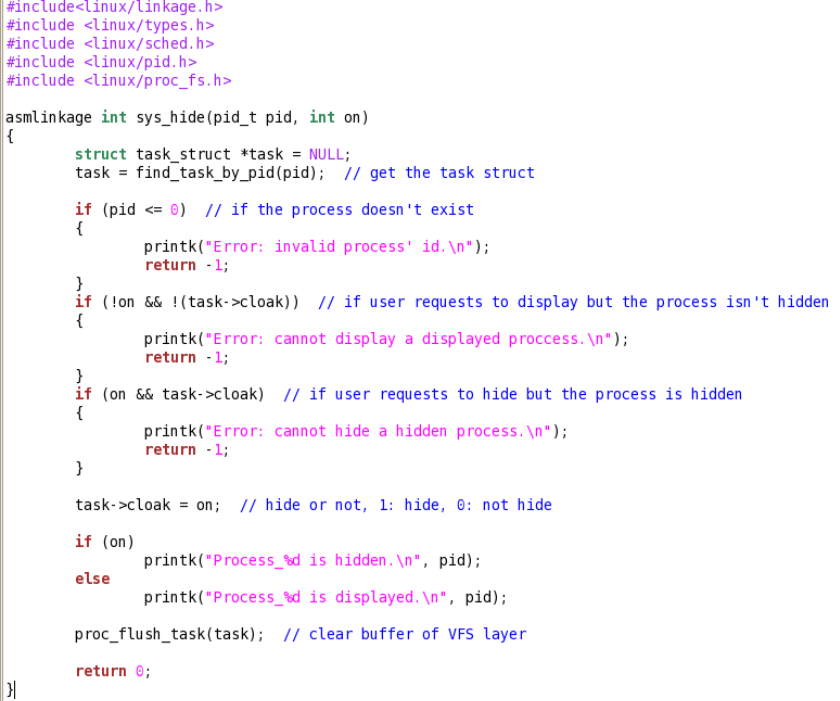 #include<linux/linkage.h>
#include <linux/types.h>
#include <linux/sched.h>
#include <linux/pid.h>
#include <linux/proc_fs.h>

asmlinkage int sys_hide(pid_t pid, int on)
{
        struct task_struct *task = NULL;
        task = find_task_by_pid(pid);  // get the task struct

        if (pid <= 0)  // if the process doesn't exist
        {
                printk("Error: invalid process' id.\n");
                return -1;
        }
        if (!on && !(task->cloak))  // if user requests to display but the process isn't hidden
        {
                printk("Error: cannot display a displayed proccess.\n");
                return -1;
        }
        if (on && task->cloak)  // if user requests to hide but the process is hidden
        {
                printk("Error: cannot hide a hidden process.\n");
                return -1;
        }

        task->cloak = on;  // hide or not, 1: hide, 0: not hide

        if (on)
                printk("Process_%d is hidden.\n", pid);
        else
                printk("Process_%d is displayed.\n", pid);

        proc_flush_task(task);  // clear buffer of VFS layer

        return 0;
}